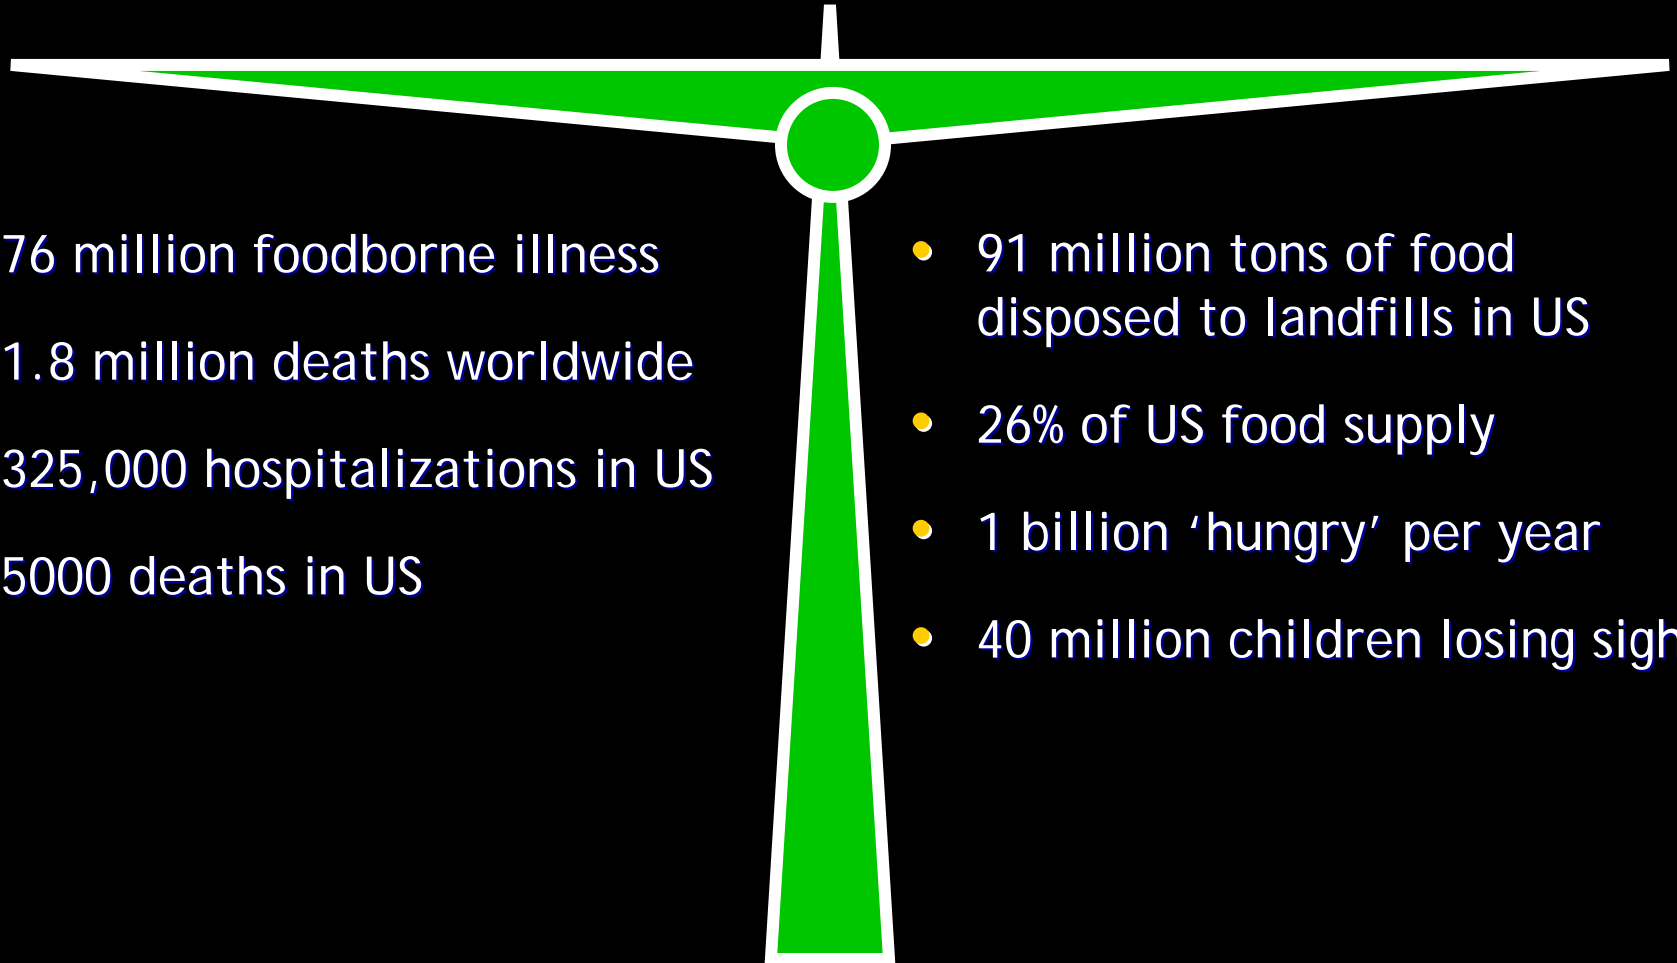 76 million foodborne illness
1.8 million deaths worldwide
325,000 hospitalizations in US
5000 deaths in US
• 91 million tons of food
disposed to landfills in US
• 26% of US food supply
• 1 billion ‘hungry’ per year
• 40 million children losing